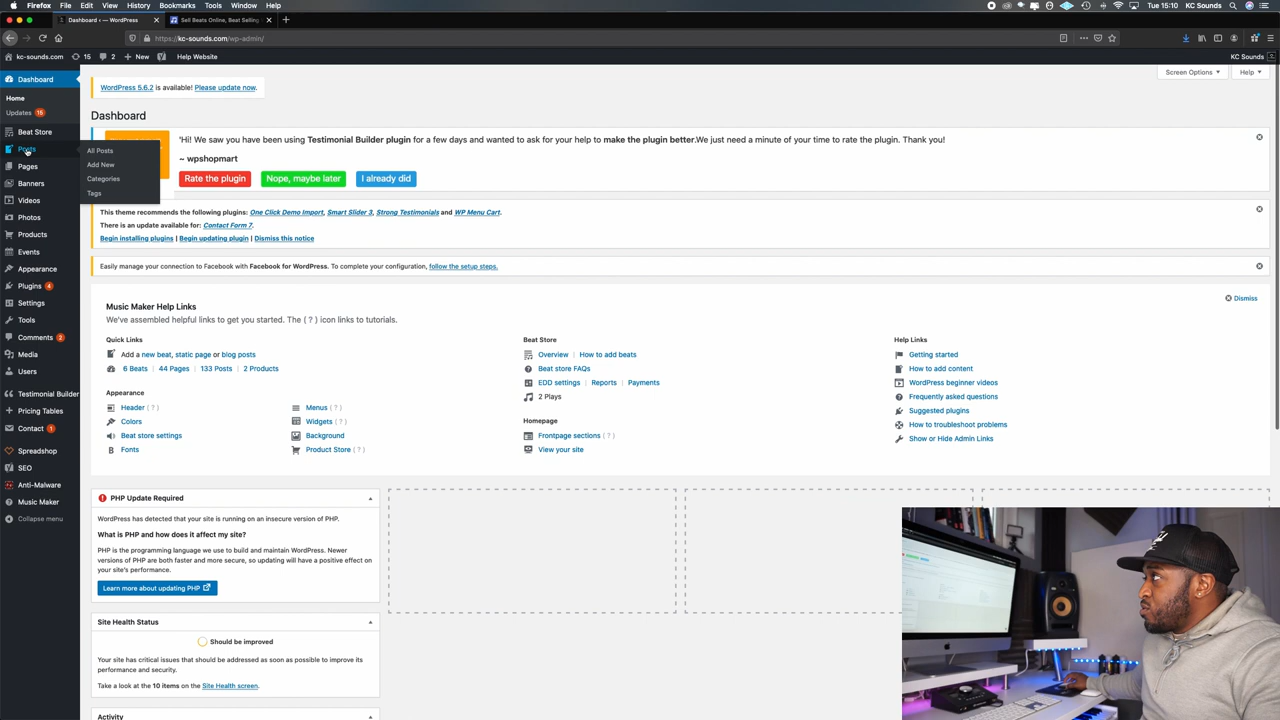 Firefox File Edit View History Bookmarks Tools Window Help
Tue 15:10 KC Sounds
Dashboard ‹ — WordPress
Sell Beats Online, Beat Selling
https://kc-sounds.com/wp-admin/
kc-sounds.com 15 2 + New Help Website
KC Sounds
Dashboard
Home
Updates 15
Beat Store
Posts
Pages
Banners
Videos
Photos
Products
Events
Appearance
Plugins 4
Settings
Tools
Comments 2
Media
Users
Testimonial Builder
Pricing Tables
Contact 1
Spreadshop
SEO
Anti-Malware
Music Maker
Collapse menu
All Posts
Add New
Categories
Tags
Screen Options
Help
WordPress 5.6.2 is available! Please update now.
Dashboard
'Hi! We saw you have been using Testimonial Builder plugin for a few days and wanted to ask for your help to make the plugin better.We just need a minute of your time to rate the plugin. Thank you!
~ wpshopmart
Rate the plugin
Nope, maybe later
I already did
This theme recommends the following plugins: One Click Demo Import, Smart Slider 3, Strong Testimonials and WP Menu Cart.
There is an update available for: Contact Form 7.
Begin installing plugins | Begin updating plugin | Dismiss this notice
Easily manage your connection to Facebook with Facebook for WordPress. To complete your configuration, follow the setup steps.
Music Maker Help Links
Dismiss
We've assembled helpful links to get you started. The ( ? ) icon links to tutorials.
Quick Links
Add a new beat, static page or blog posts
6 Beats | 44 Pages | 133 Posts | 2 Products
Appearance
Header ( ? )
Colors
Beat store settings
Fonts
Menus ( ? )
Widgets ( ? )
Background
Product Store ( ? )
Beat Store
Overview | How to add beats
Beat store FAQs
EDD settings | Reports | Payments
2 Plays
Homepage
Frontpage sections ( ? )
View your site
Help Links
Getting started
How to add content
WordPress beginner videos
Frequently asked questions
Suggested plugins
How to troubleshoot problems
Show or Hide Admin Links
PHP Update Required
WordPress has detected that your site is running on an insecure version of PHP.
What is PHP and how does it affect my site?
PHP is the programming language we use to build and maintain WordPress. Newer
versions of PHP are both faster and more secure, so updating will have a positive effect on
your site's performance.
Learn more about updating PHP
Site Health Status
Should be improved
Your site has critical issues that should be addressed as soon as possible to improve its
performance and security.
Take a look at the 10 items on the Site Health screen.
Activity